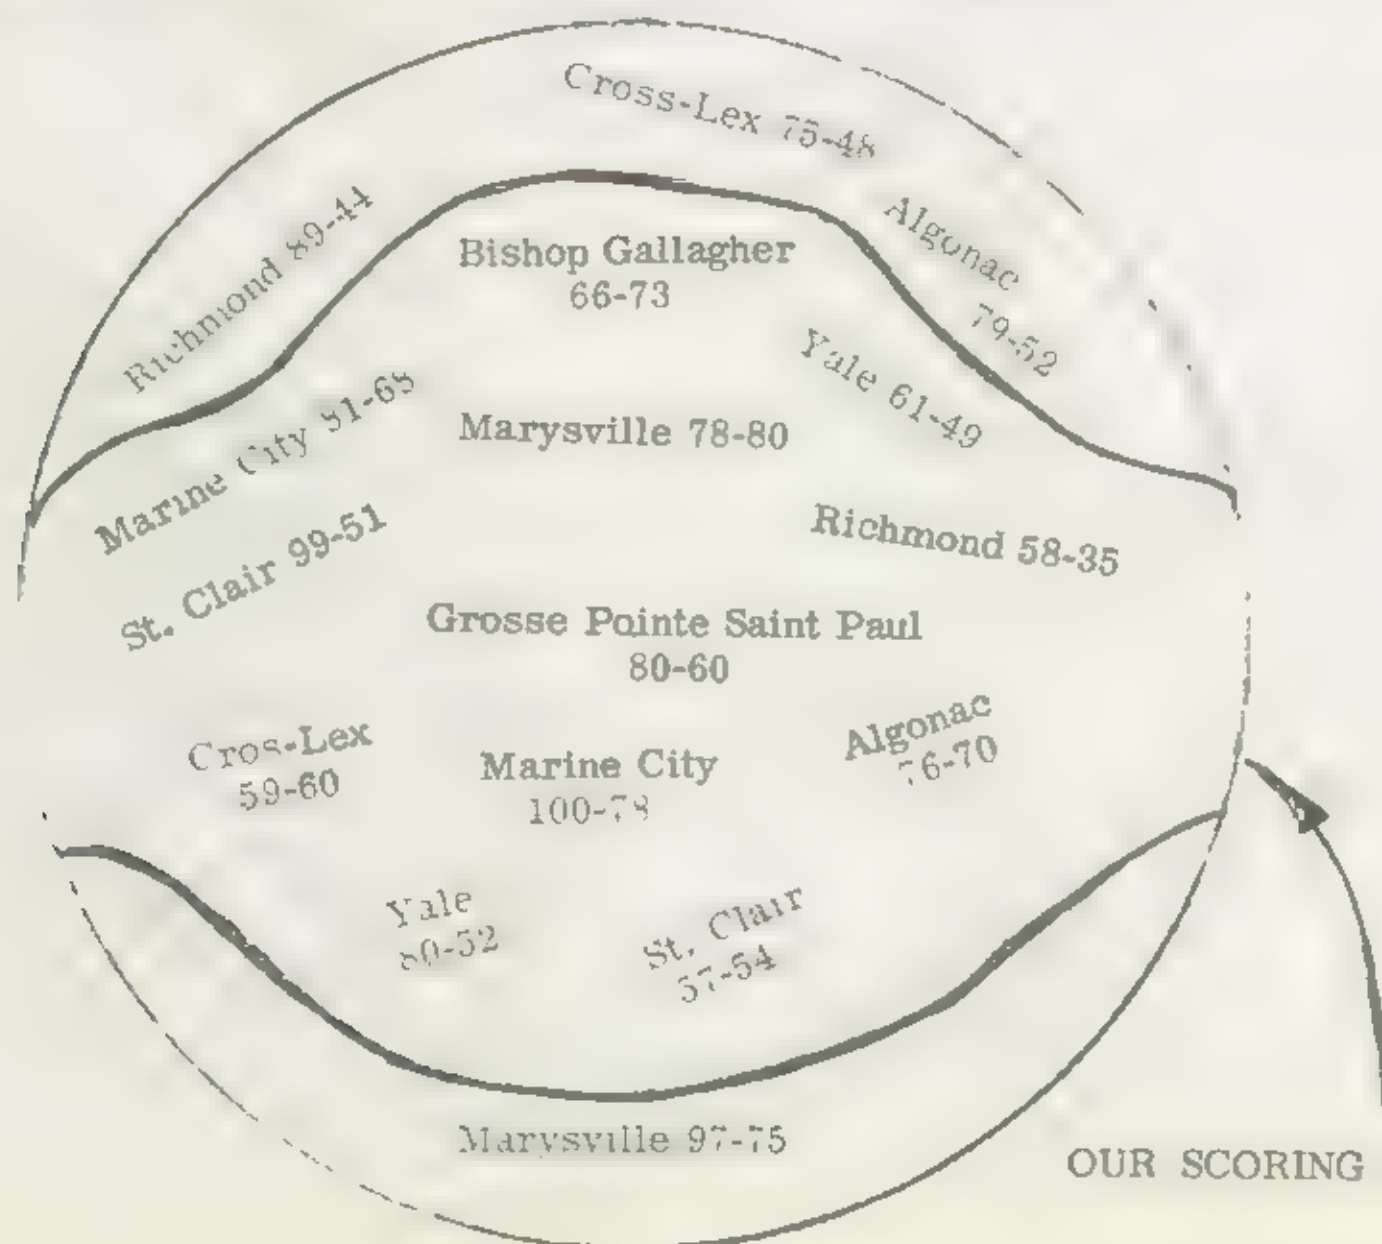 Cross-Lex 75-48
Richmond 89-44
Algonac
79-52
Bishop Gallagher
66-73
Yale 61-49
Marine City 81-68
Marysville 78-80
St. Clair 99-51
Richmond 58-35
Grosse Pointe Saint Paul
80-60
Cros-Lex
59-60
Marine City
100-78
Algonac
76-70
Yale
80-52
St. Clair
57-54
Marysville 97-75
OUR SCORING